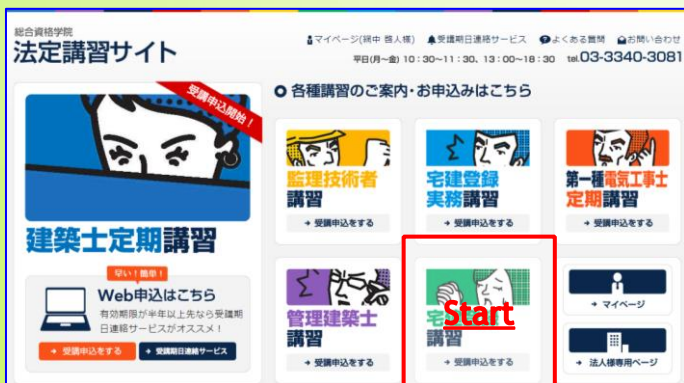 総合資格学院
法定講習サイト
マイページ(網中 啓人様) 受講期日連絡サービス よくある質問 お問い合わせ
平日(月~金) 10:30~11:30、13:00~18:30 tel.03-3340-3081
受講申込開始!
建築士定期講習
早い!簡単!
Web申込はこちら
有効期限が半年以上先なら受講期
日連絡サービスがオススメ!
→ 受講申込をする
→ 受講期日連絡サービス
各種講習のご案内・お申込みはこちら
監理技術者
講習
→ 受講申込をする
宅建登録
実務講習
→ 受講申込をする
第一種電気工事士
定期講習
→ 受講申込をする
管理建築士
講習
→ 受講申込をする
宅
Start
講習
→ 受講申込をする
→ マイページ
→ 法人様専用ページ